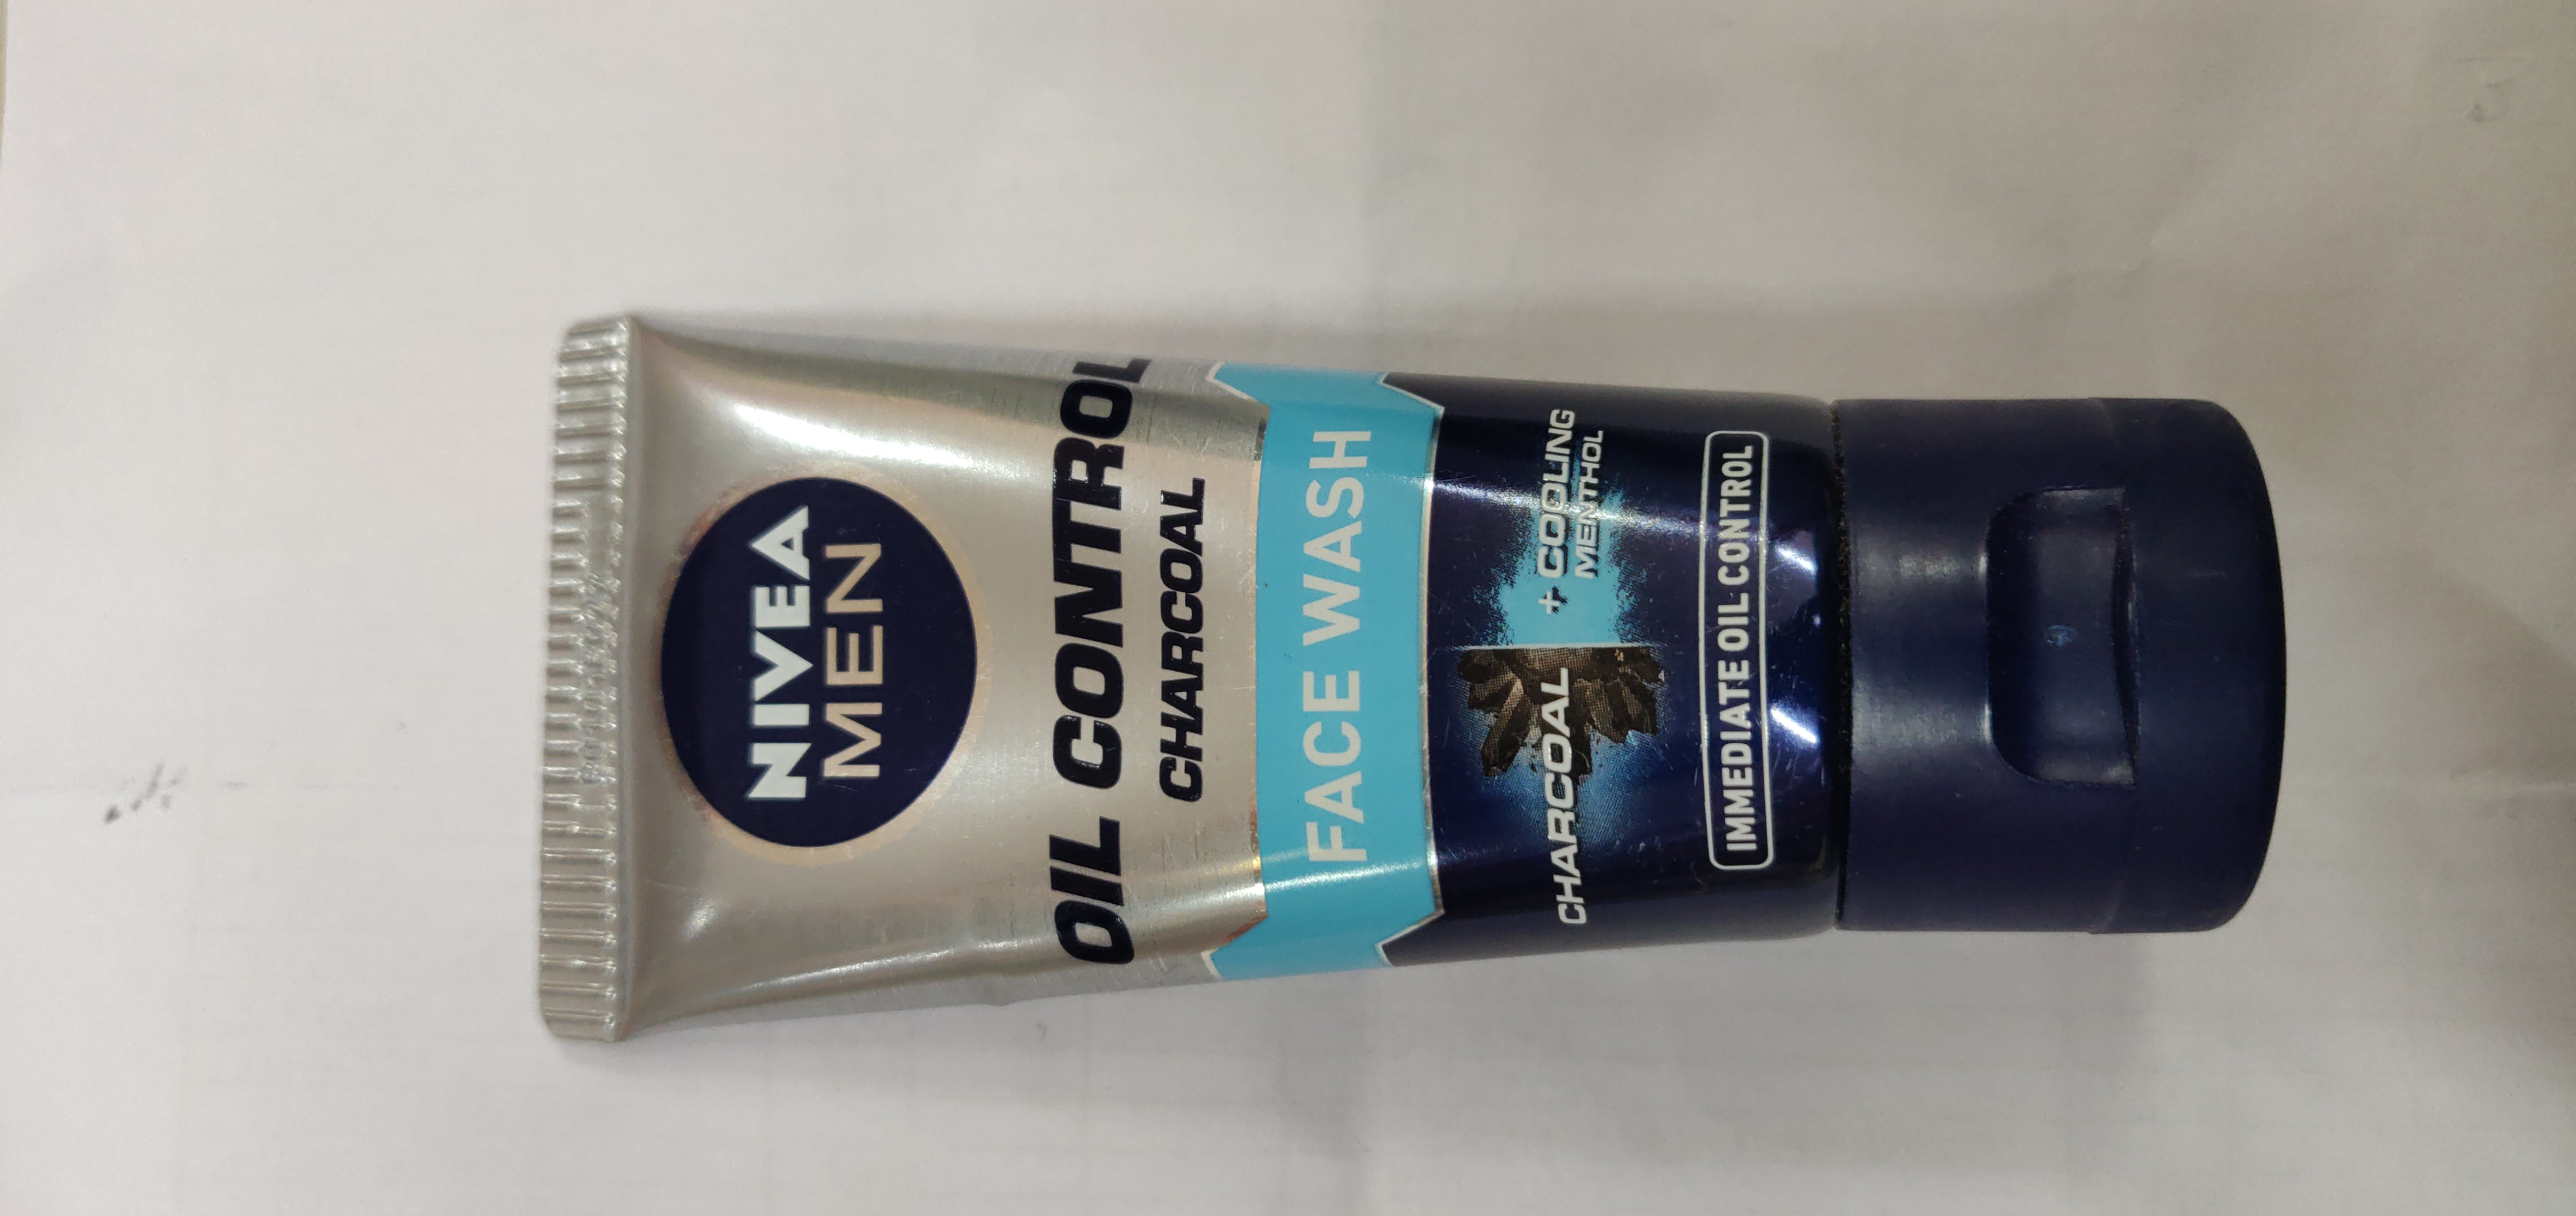 NIVEA
MEN
OIL CONTROL
CHARCOAL
FACE WASH
CHARCOAL
+ COOLING
MENTHOL
IMMEDIATE OIL CONTROL